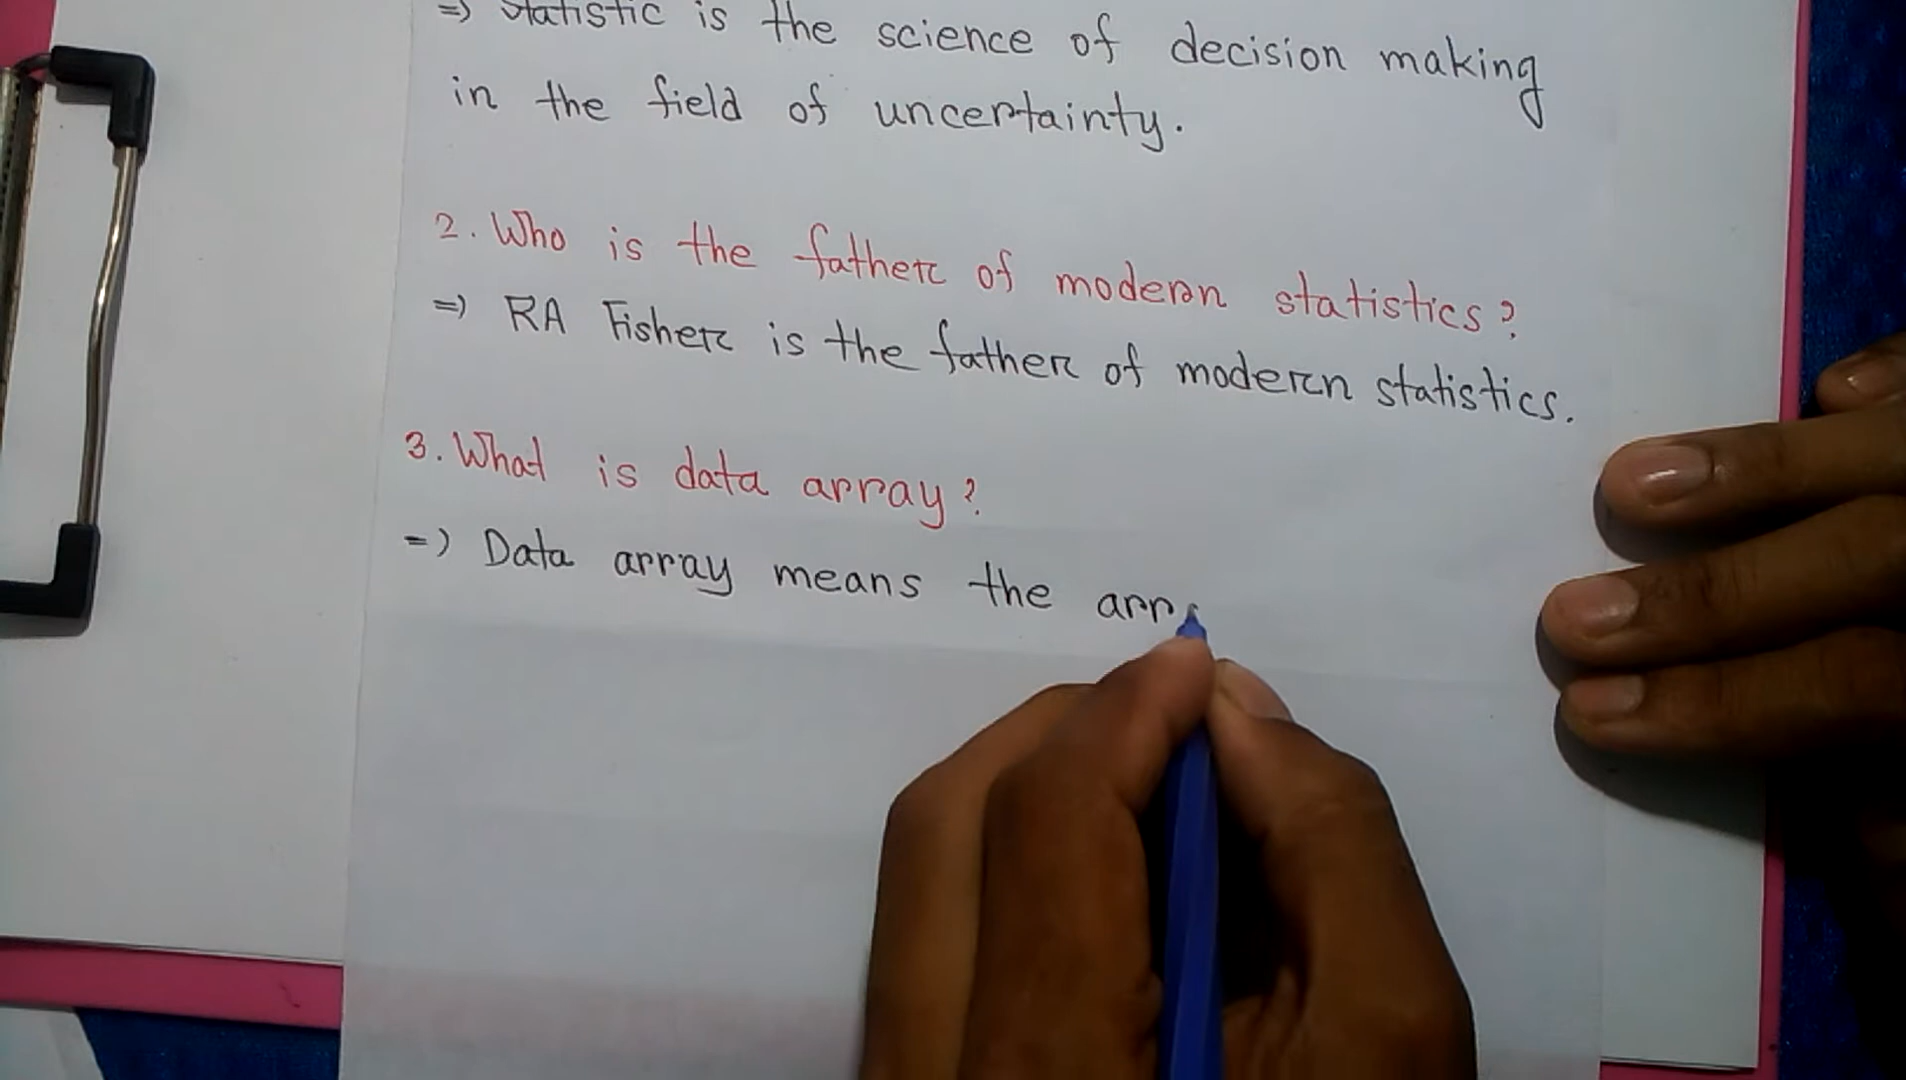 => Statistic is the science of decision making
in the field of uncertainty.
2. Who is the father of modern statistics?
=> RA Fisher is the father of modern statistics.
3. What is data array?
=> Data array means the arra